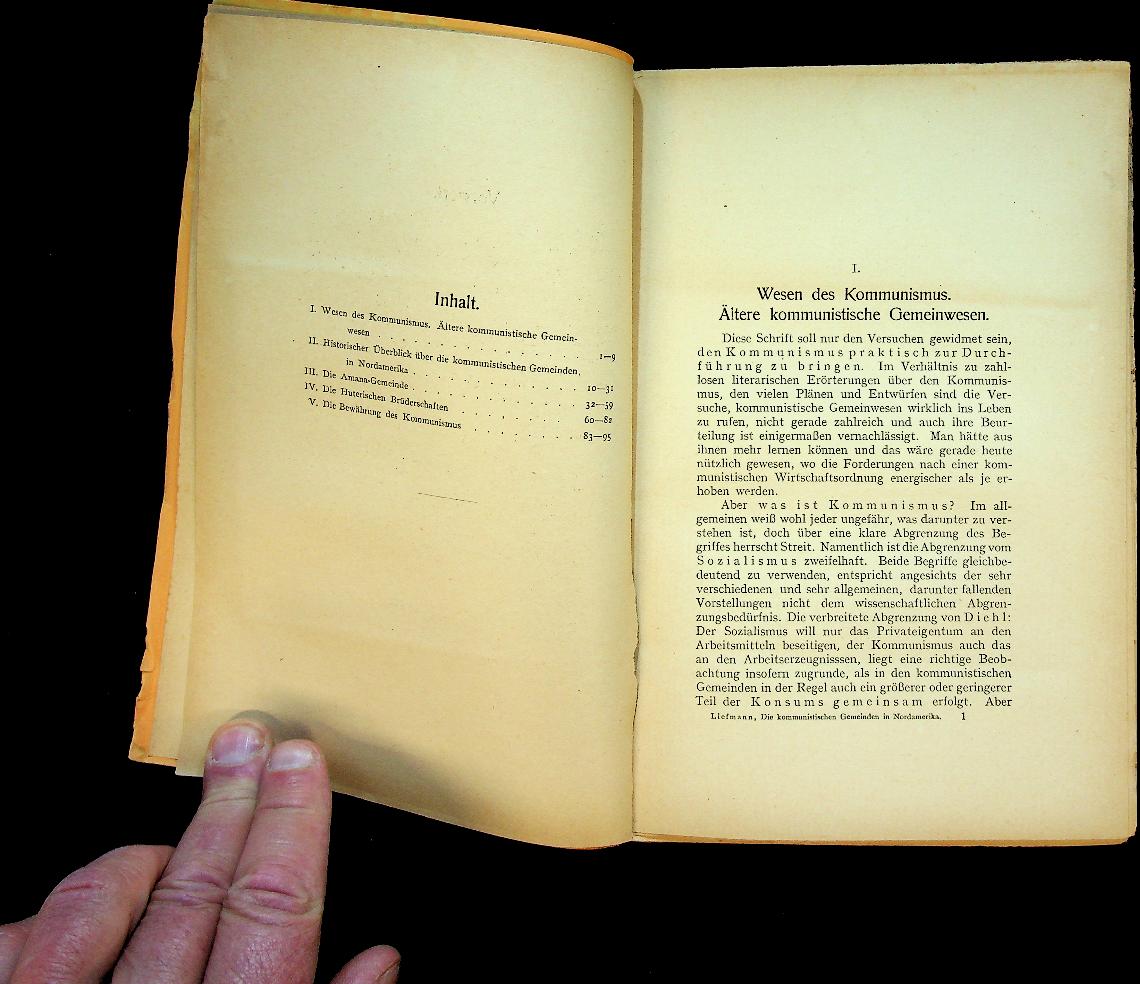 Inhalt.
I. Wesen des Kommunismus. Ältere kommunistische Gemein-
wesen . . . . . . . . . . . . . . . 1—9
II. Historischer Überblick über die kommunistischen Gemeinden,
in Nordamerika . . . . . . . . . . . . 10—31
III. Die Amana-Gemeinde . . . . . . . . . . . 32—59
IV. Die Huterischen Brüderschaften . . . . . . . 60—82
V. Die Bewährung des Kommunismus . . . . . . . 83—95
I.
Wesen des Kommunismus.
Ältere kommunistische Gemeinwesen.
Diese Schrift soll nur den Versuchen gewidmet sein,
den Kommunismus praktisch zur Durch-
führung zu bringen. Im Verhältnis zu zahl-
losen literarischen Erörterungen über den Kommunis-
mus, den vielen Plänen und Entwürfen sind die Ver-
suche, kommunistische Gemeinwesen wirklich ins Leben
zu rufen, nicht gerade zahlreich und auch ihre Beur-
teilung ist einigermaßen vernachlässigt. Man hätte aus
ihnen mehr lernen können und das wäre gerade heute
nützlich gewesen, wo die Forderungen nach einer kom-
munistischen Wirtschaftsordnung energischer als je er-
hoben werden.
Aber was ist Kommunismus? Im all-
gemeinen weiß wohl jeder ungefähr, was darunter zu ver-
stehen ist, doch über eine klare Abgrenzung des Be-
griffes herrscht Streit. Namentlich ist die Abgrenzung vom
Sozialismus zweifelhaft. Beide Begriffe gleichbe-
deutend zu verwenden, entspricht angesichts der sehr
verschiedenen und sehr allgemeinen, darunter fallenden
Vorstellungen nicht dem wissenschaftlichen Abgren-
zungsbedürfnis. Die verbreitete Abgrenzung von Diehl:
Der Sozialismus will nur das Privateigentum an den
Arbeitsmitteln beseitigen, der Kommunismus auch das
an den Arbeitserzeugnisssen, liegt eine richtige Beob-
achtung insofern zugrunde, als in den kommunistischen
Gemeinden in der Regel auch ein größerer oder geringerer
Teil der Konsums gemeinsam erfolgt. Aber
Liefmann, Die kommunistischen Gemeinden in Nordamerika. 1